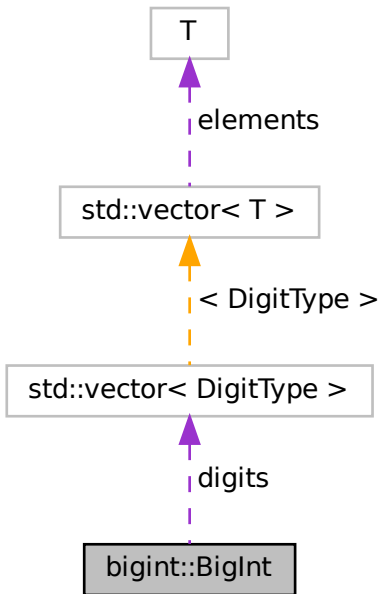 T
elements
std::vector< T >
< DigitType >
std::vector< DigitType >
digits
bigint::BigInt